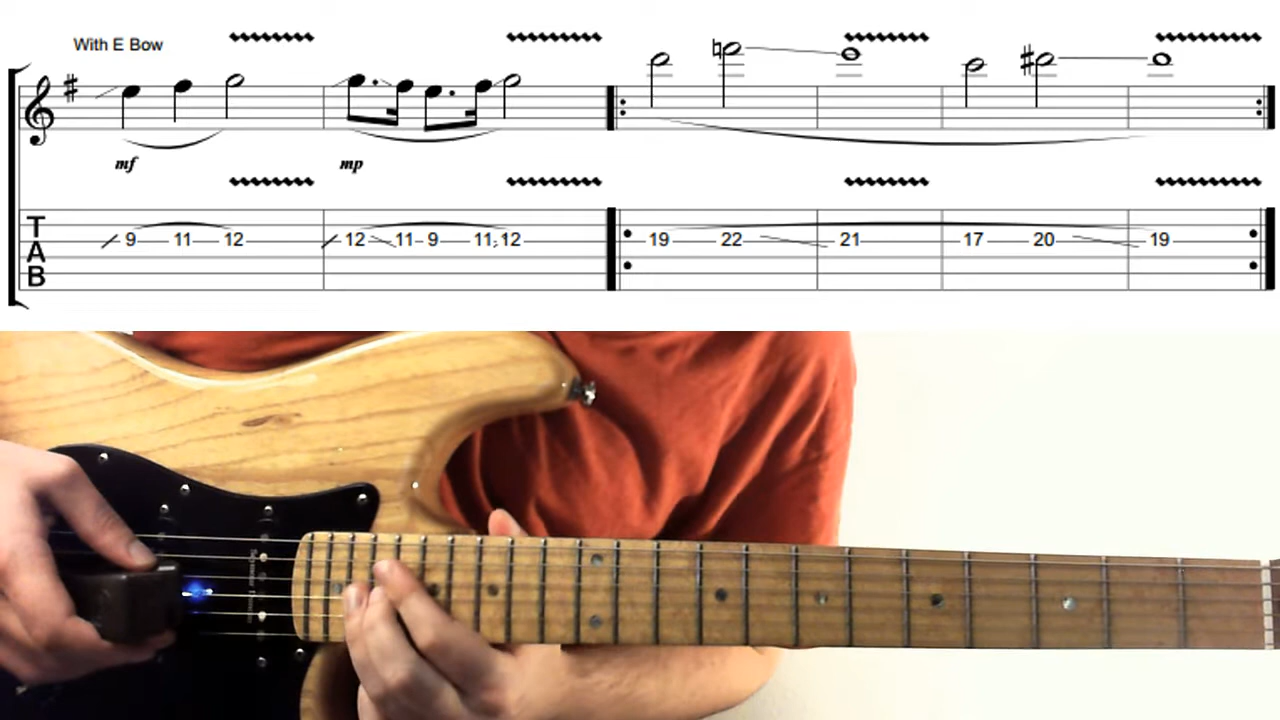 With E Bow
mf mp
T 9 11 12 12 11 9 11 12 19 22 21 17 20 19
A
B